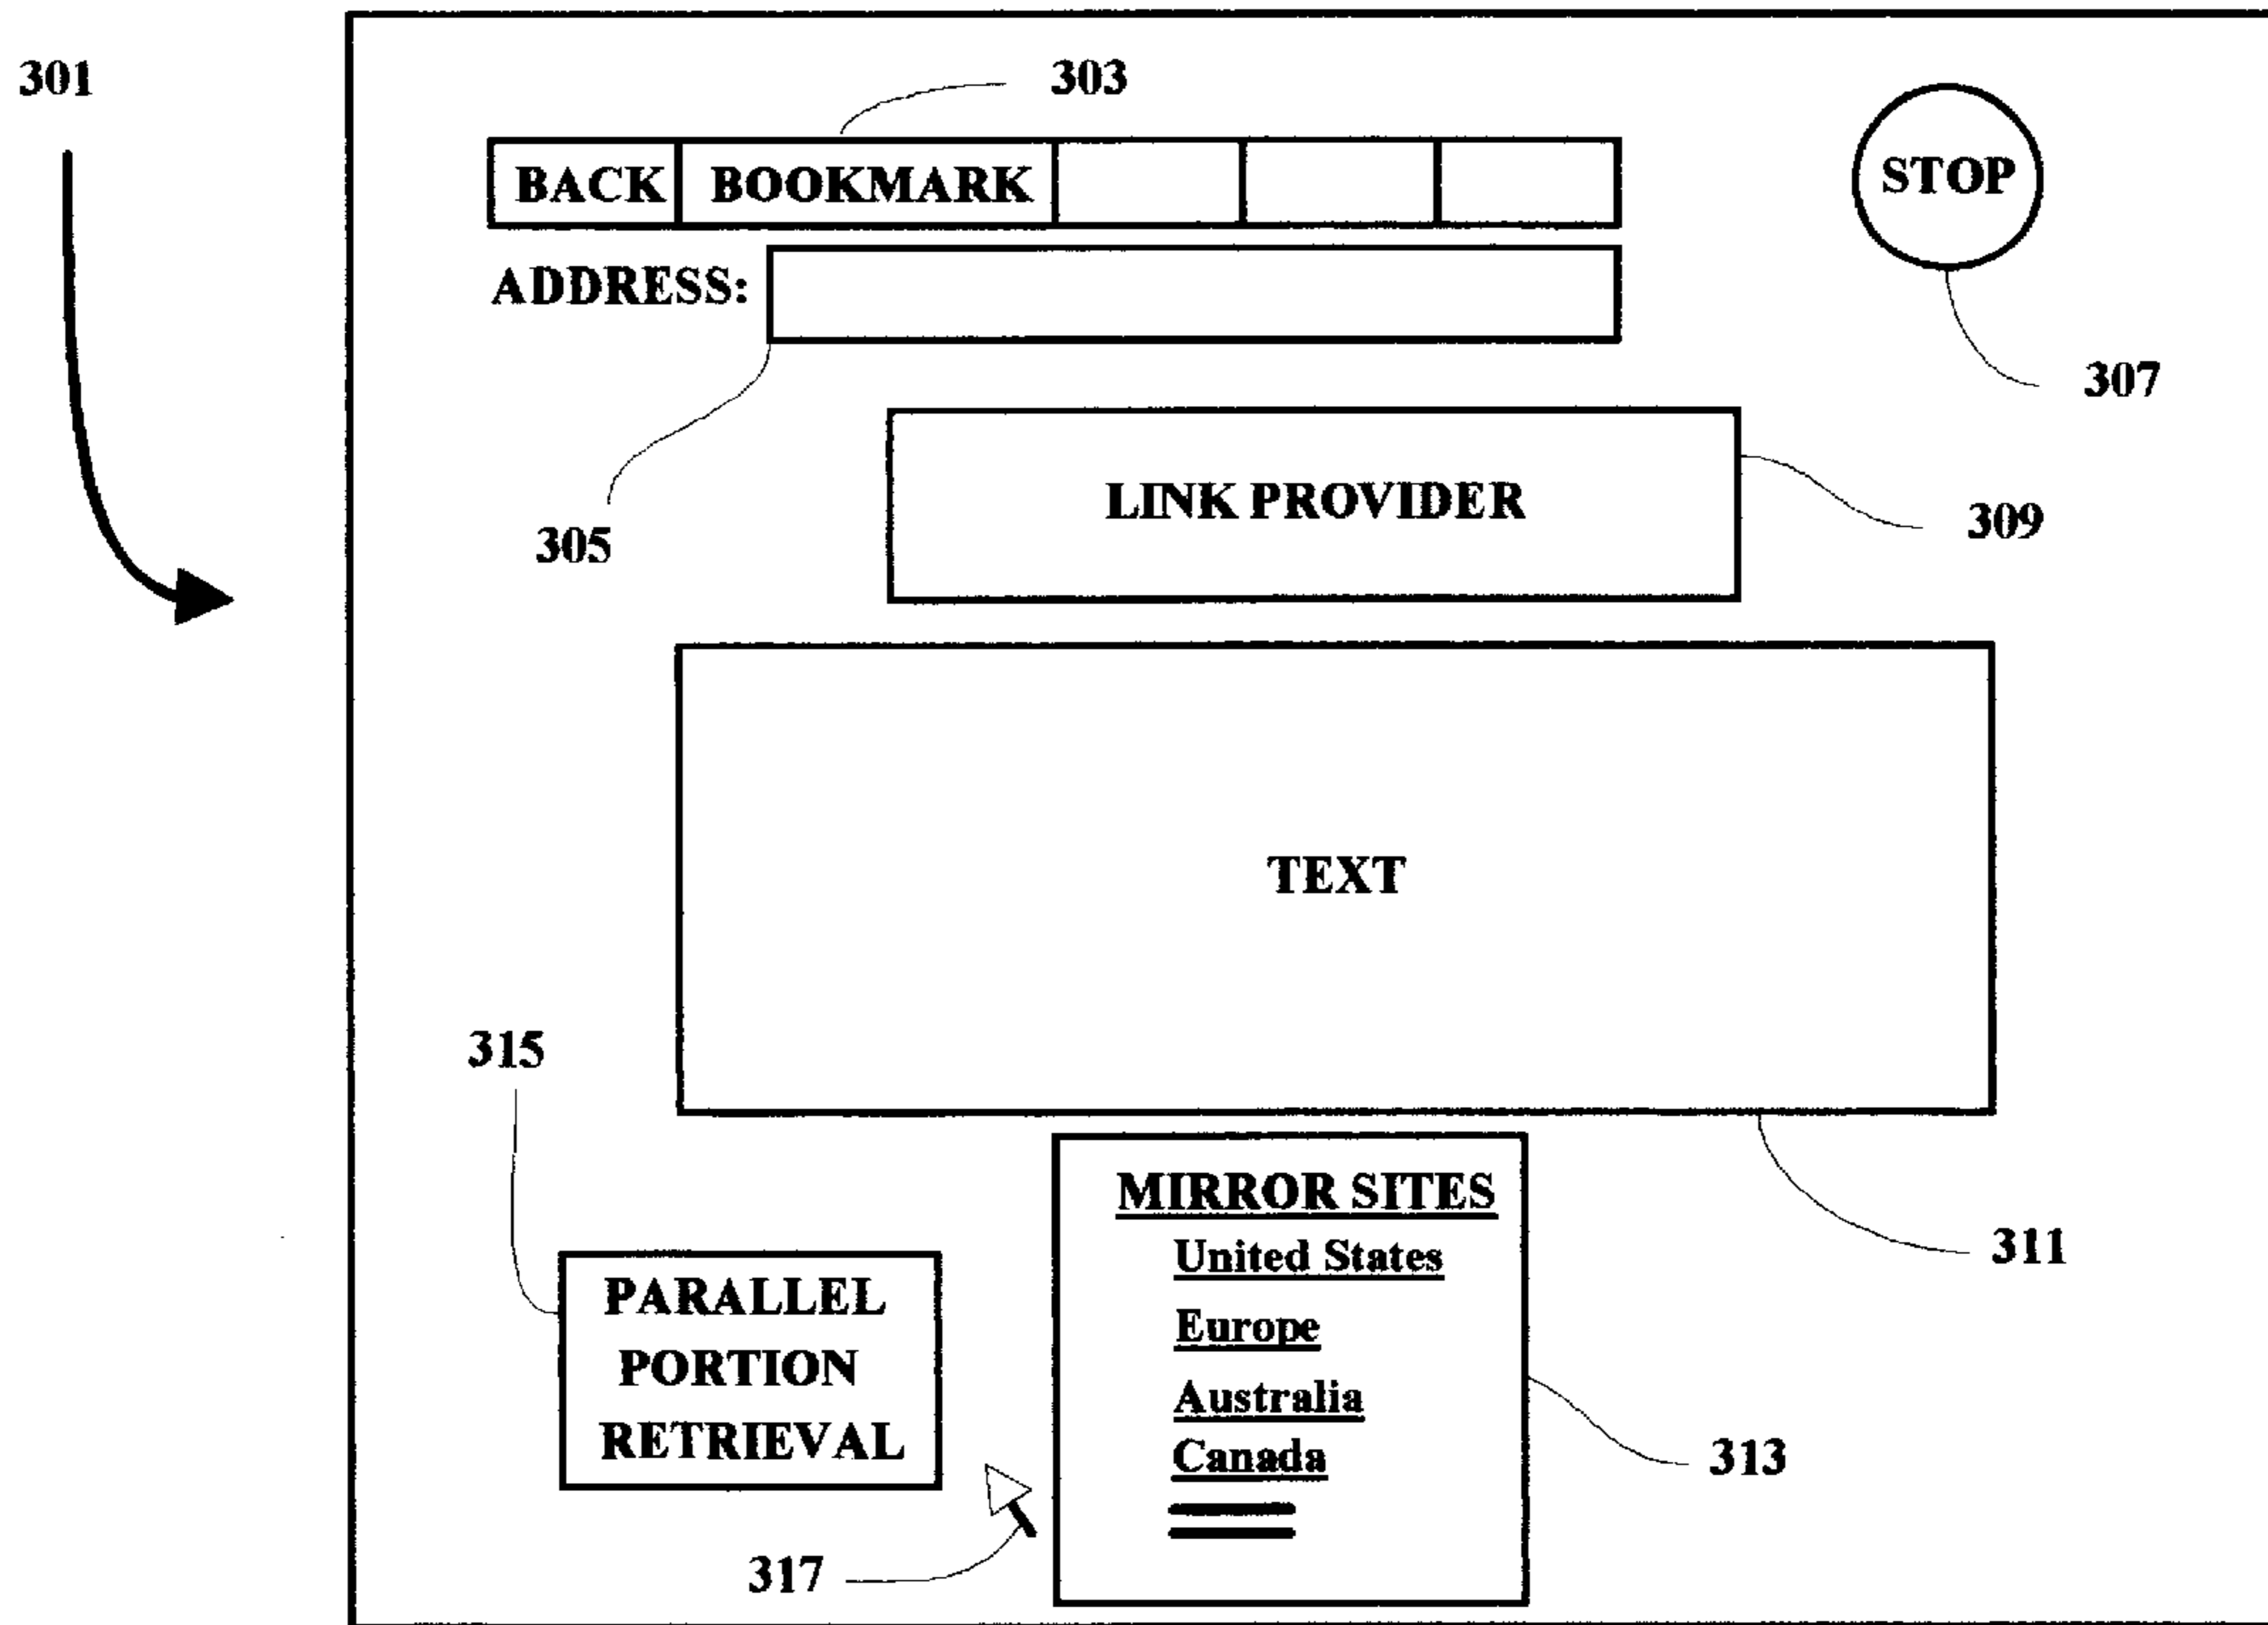 301
303
BACK BOOKMARK
STOP
ADDRESS:
307
LINK PROVIDER
309
305
TEXT
315
MIRROR SITES
United States
311
PARALLEL
PORTION
RETRIEVAL
Europe
Australia
Canada
313
317